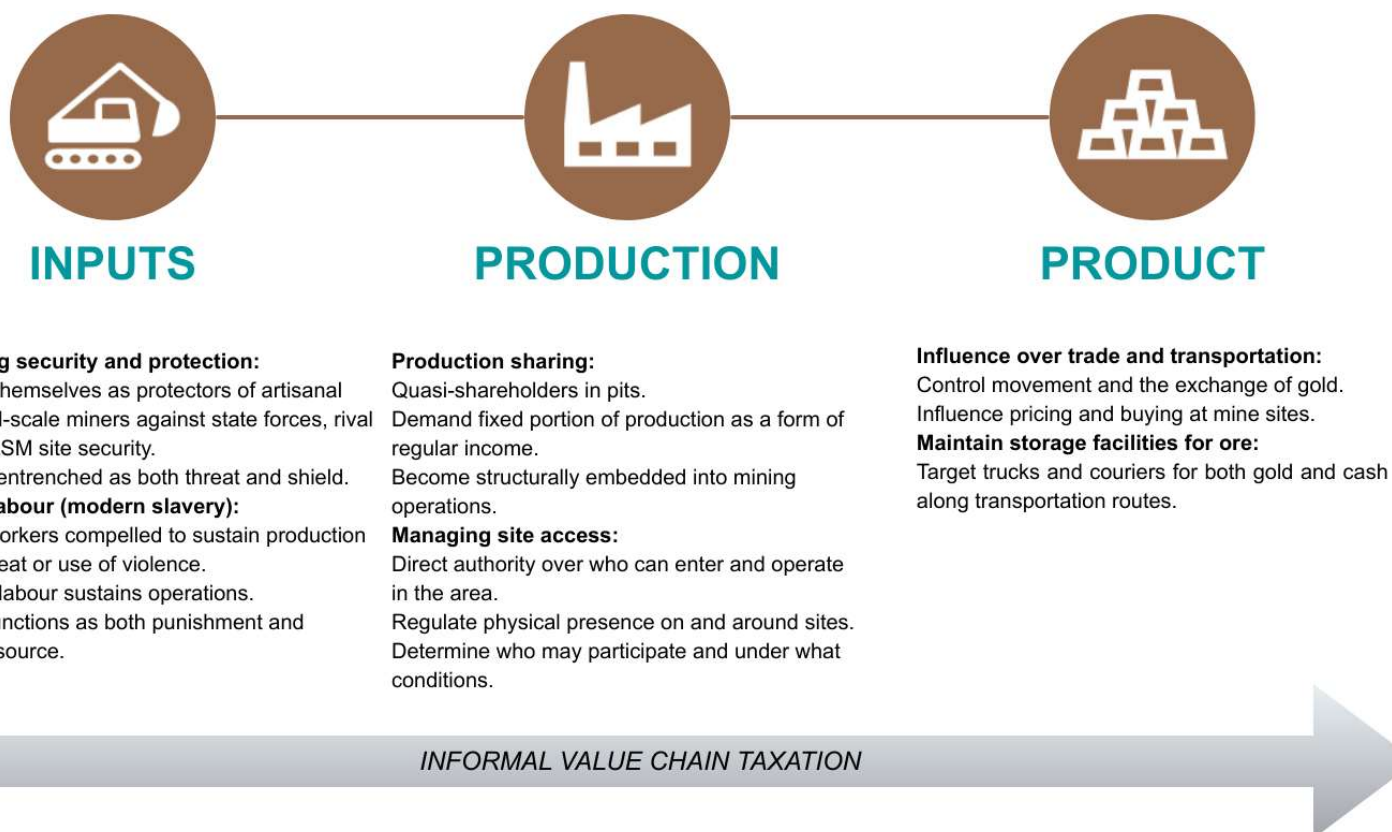 INPUTS
g security and protection:
hemselves as protectors of artisanal
l-scale miners against state forces, rival
SM site security.
entrenched as both threat and shield.
abour (modern slavery):
orkers compelled to sustain production
eat or use of violence.
labour sustains operations.
nctions as both punishment and
source.
PRODUCTION
Production sharing:
Quasi-shareholders in pits.
Demand fixed portion of production as a form of
regular income.
Become structurally embedded into mining
operations.
Managing site access:
Direct authority over who can enter and operate
in the area.
Regulate physical presence on and around sites.
Determine who may participate and under what
conditions.
PRODUCT
Influence over trade and transportation:
Control movement and the exchange of gold.
Influence pricing and buying at mine sites.
Maintain storage facilities for ore:
Target trucks and couriers for both gold and cash
along transportation routes.
INFORMAL VALUE CHAIN TAXATION